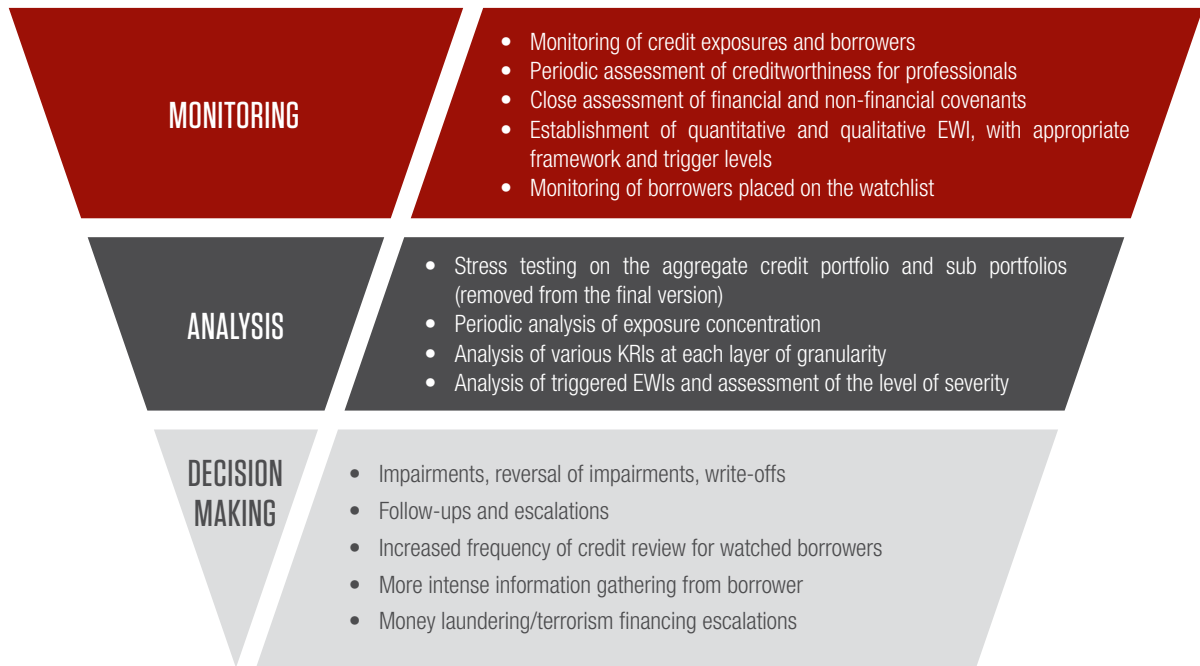 MONITORING
• Monitoring of credit exposures and borrowers
• Periodic assessment of creditworthiness for professionals
• Close assessment of financial and non-financial covenants
• Establishment of quantitative and qualitative EWI, with appropriate
framework and trigger levels
• Monitoring of borrowers placed on the watchlist
ANALYSIS
• Stress testing on the aggregate credit portfolio and sub portfolios
(removed from the final version)
• Periodic analysis of exposure concentration
• Analysis of various KRIs at each layer of granularity
• Analysis of triggered EWIs and assessment of the level of severity
DECISION
MAKING
• Impairments, reversal of impairments, write-offs
• Follow-ups and escalations
• Increased frequency of credit review for watched borrowers
• More intense information gathering from borrower
• Money laundering/terrorism financing escalations